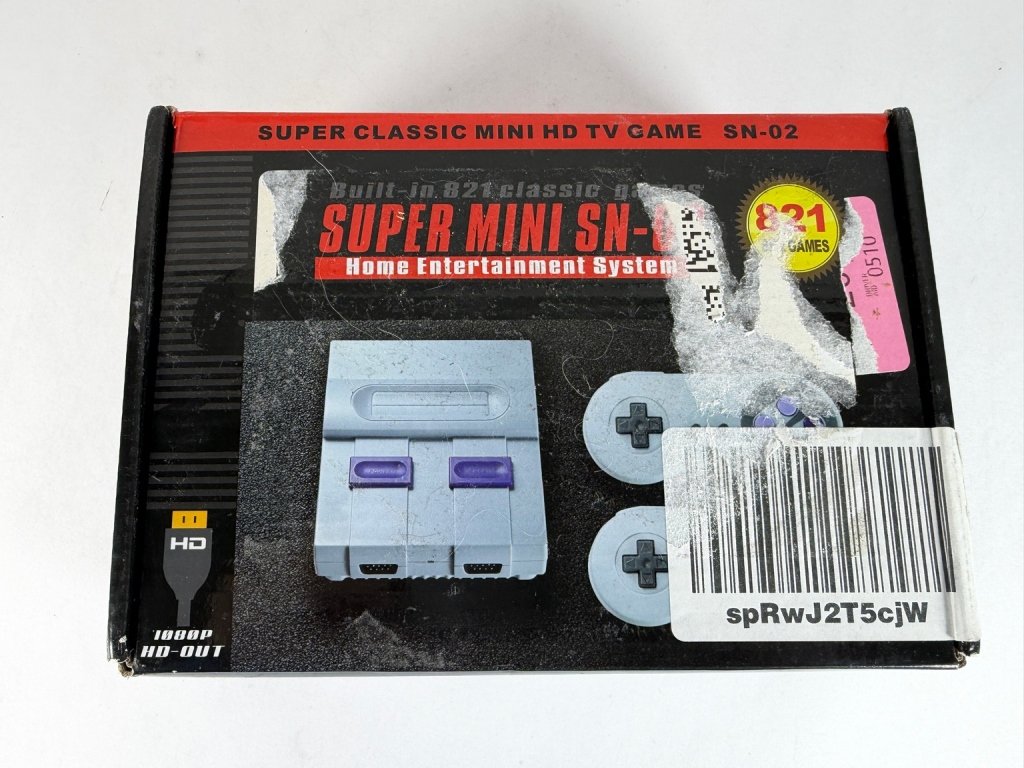 SUPER CLASSIC MINI HD TV GAME SN-02
Built-in 821 classic games
SUPER MINI SN-
Home Entertainment System
821
GAMES
0510
HD
1080P
HD-OUT
spRwJ2T5cjW